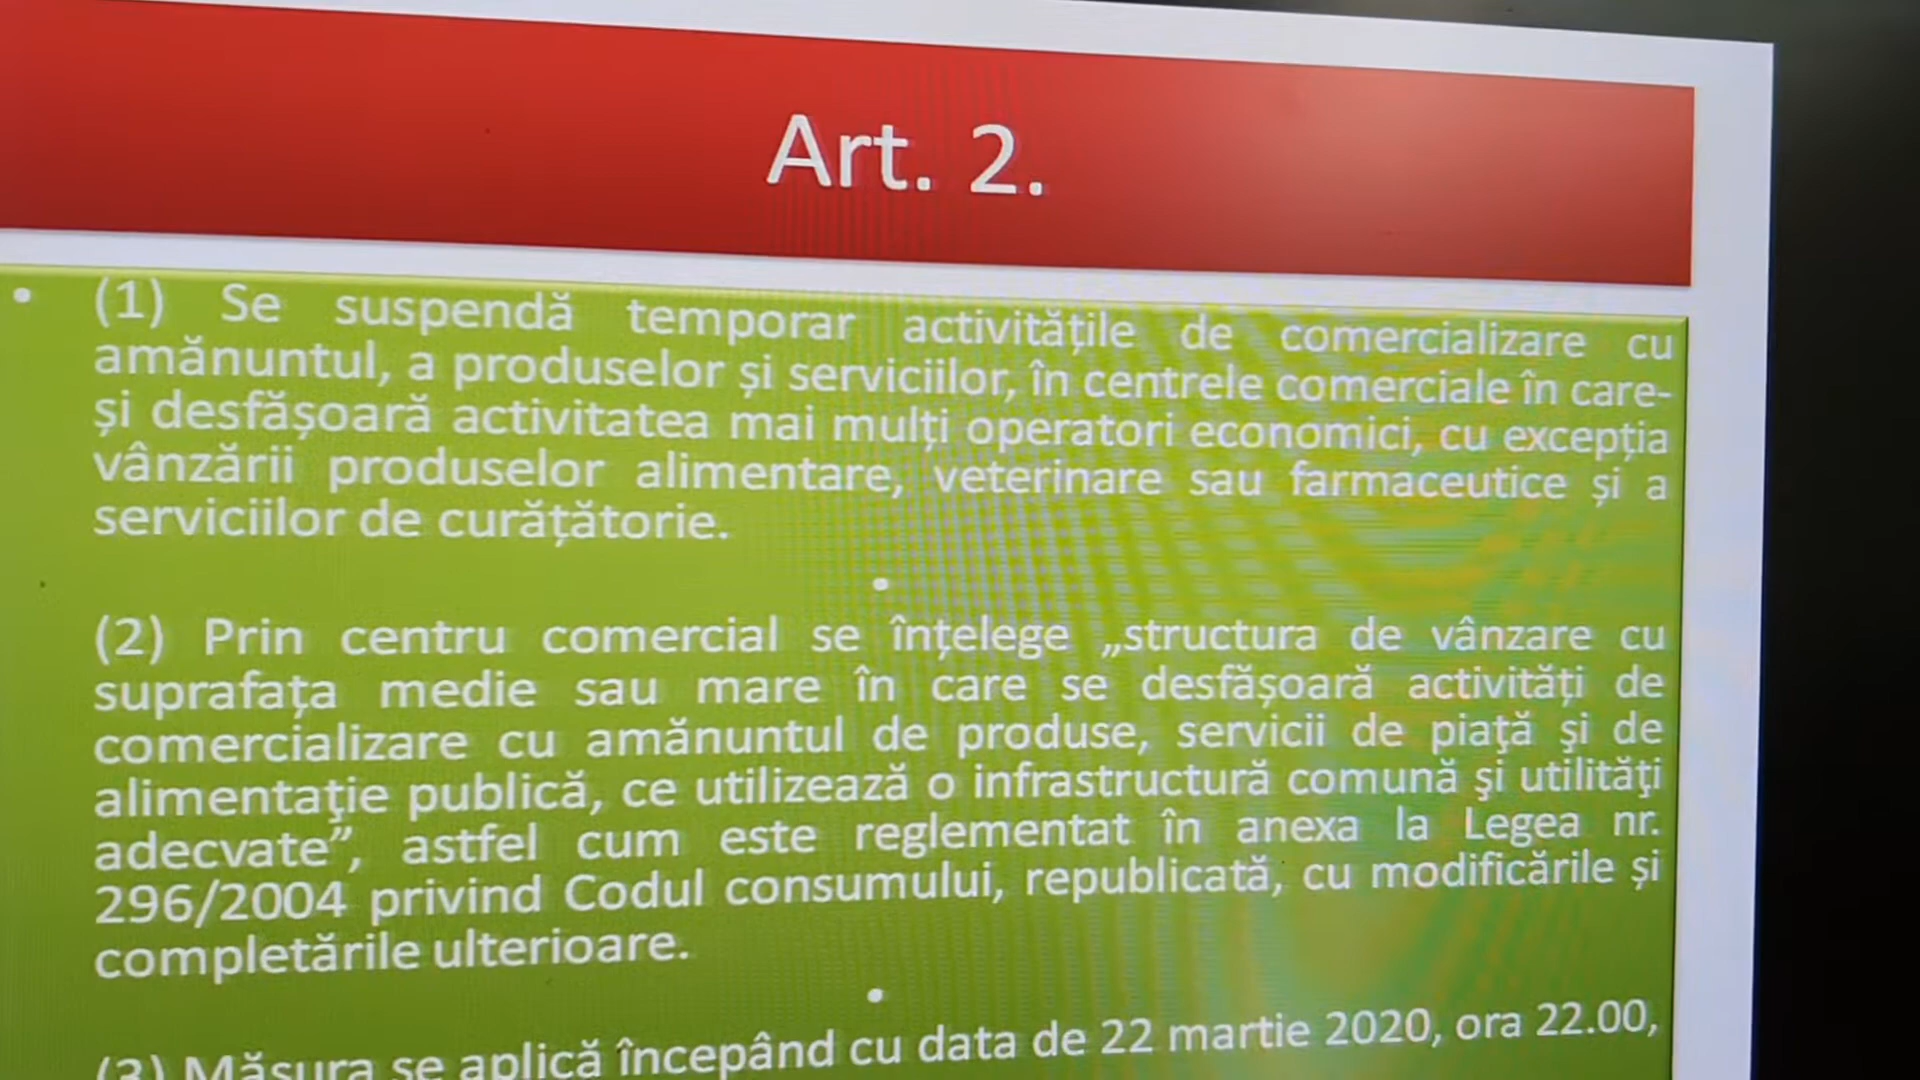 Art. 2.
• (1) Se suspendă temporar activitățile de comercializare cu
amănuntul, a produselor și serviciilor, în centrele comerciale în care-
și desfășoară activitatea mai mulți operatori economici, cu excepția
vânzării produselor alimentare, veterinare sau farmaceutice și a
serviciilor de curățătorie.
•
(2) Prin centru comercial se înțelege „structura de vânzare cu
suprafața medie sau mare în care se desfășoară activități de
comercializare cu amănuntul de produse, servicii de piaţă şi de
alimentaţie publică, ce utilizează o infrastructură comună şi utilităţi
adecvate”, astfel cum este reglementat în anexa la Legea nr.
296/2004 privind Codul consumului, republicată, cu modificările și
completările ulterioare.
•
(3) Măsura se aplică începând cu data de 22 martie 2020, ora 22.00,